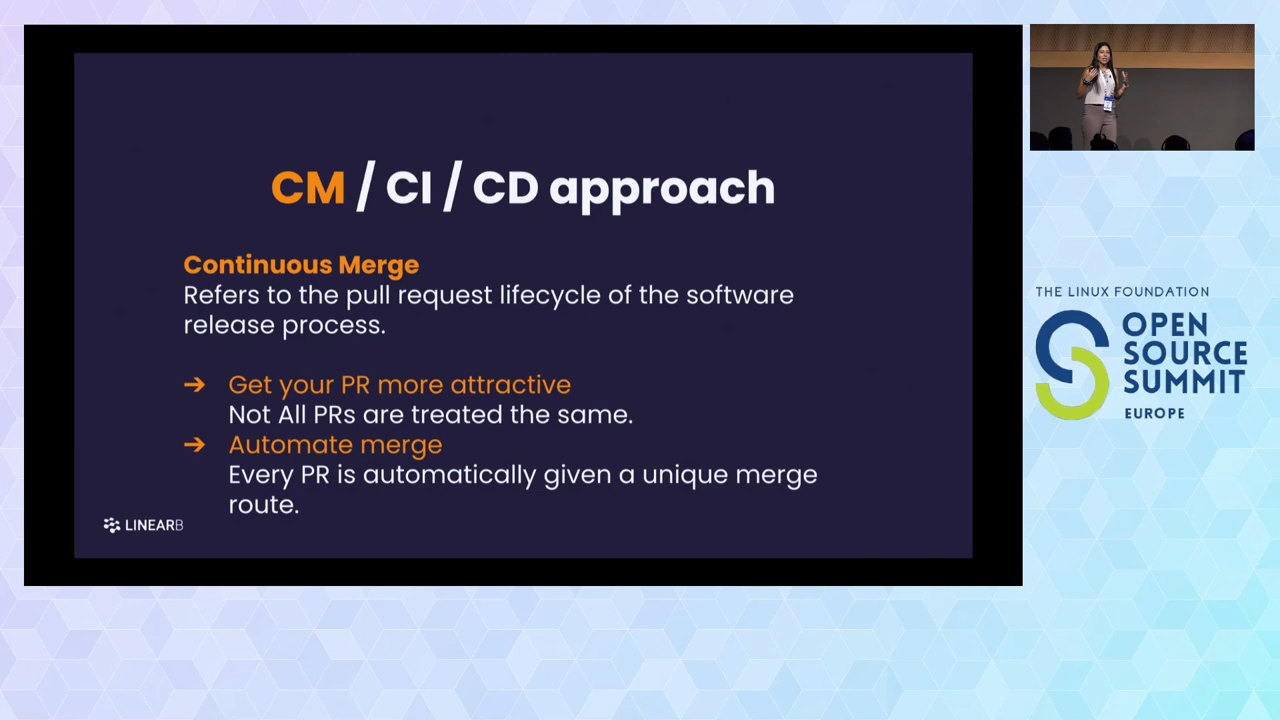 CM / CI / CD approach
Continuous Merge
Refers to the pull request lifecycle of the software
release process.
➔ Get your PR more attractive
Not All PRs are treated the same.
➔ Automate merge
Every PR is automatically given a unique merge
route.
LINEARB
THE LINUX FOUNDATION
OPEN
SOURCE
SUMMIT
EUROPE